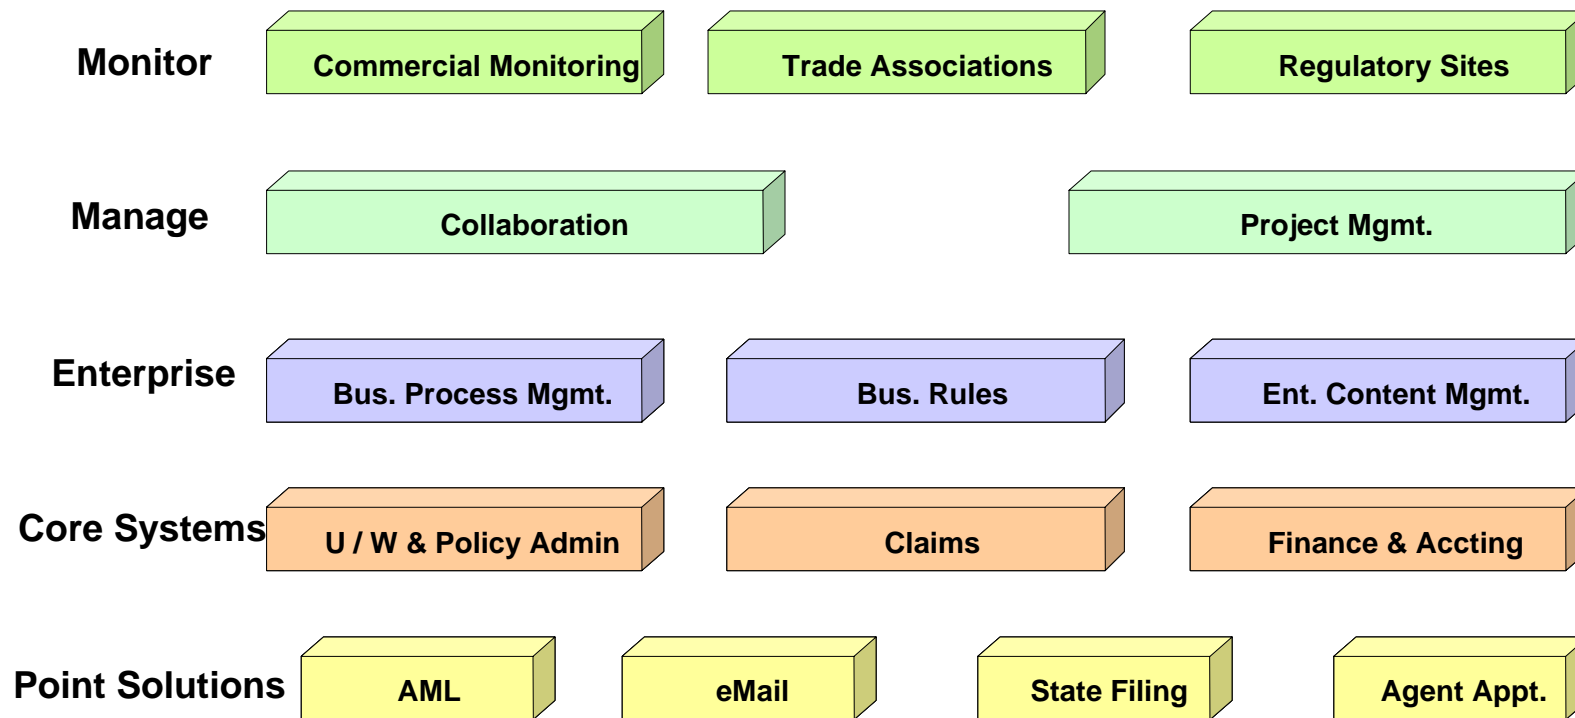 Monitor
Commercial Monitoring
Trade Associations
Regulatory Sites
Manage
Collaboration
Project Mgmt.
Enterprise
Bus. Process Mgmt.
Bus. Rules
Ent. Content Mgmt.
Core Systems
U / W & Policy Admin
Claims
Finance & Accting
Point Solutions
AML
eMail
State Filing
Agent Appt.